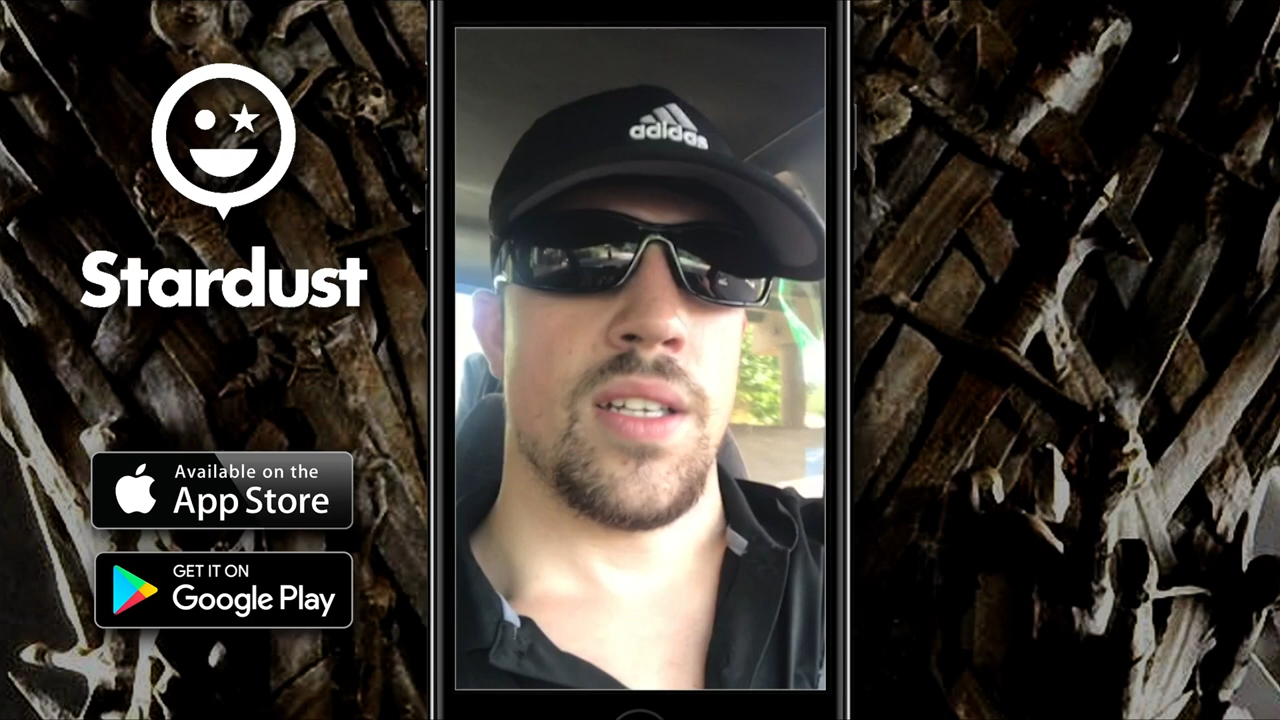 adidas
Stardust
Available on the
App Store
GET IT ON
Google Play